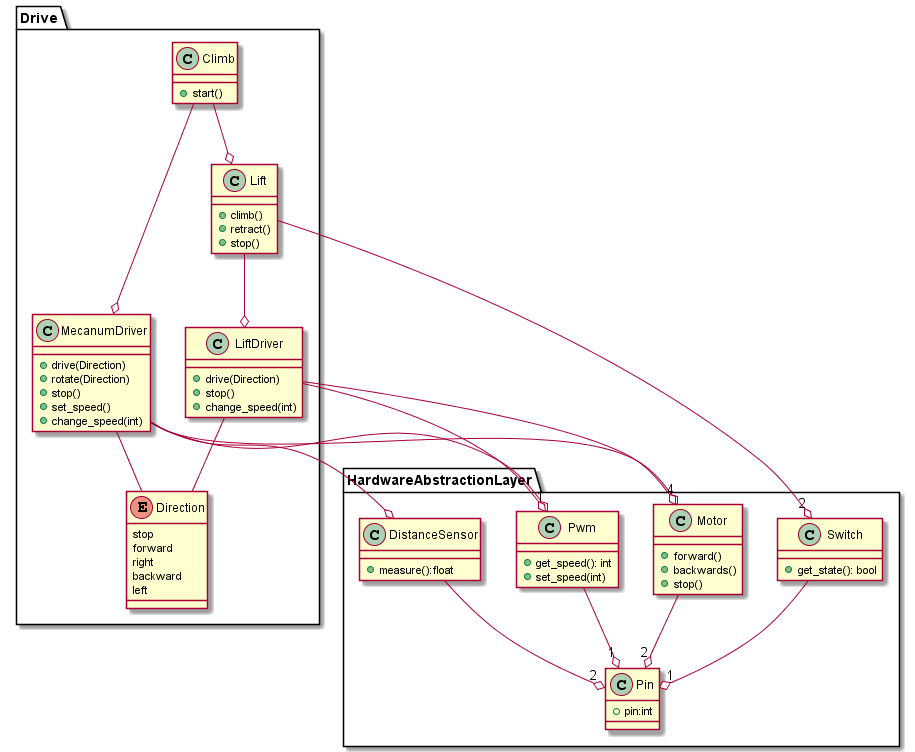 Drive
C Climb
start()
C Lift
climb()
retract()
stop()
C MecanumDriver
drive(Direction)
rotate(Direction)
stop()
set_speed()
change_speed(int)
C LiftDriver
drive(Direction)
stop()
change_speed(int)
E Direction
stop
forward
right
backward
left
HardwareAbstractionLayer
2
C DistanceSensor
measure():float
C Pwm
get_speed(): int
set_speed(int)
C Motor
forward()
backwards()
stop()
C Switch
get_state(): bool
2
1
2
1
C Pin
pin:int